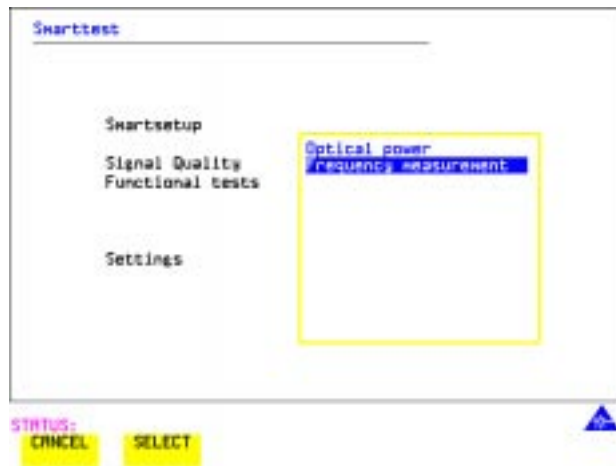 Smarttest
Smartsetup
Signal Quality
Functional tests
Settings
Optical power
Frequency measurement
STATUS:
CANCEL
SELECT